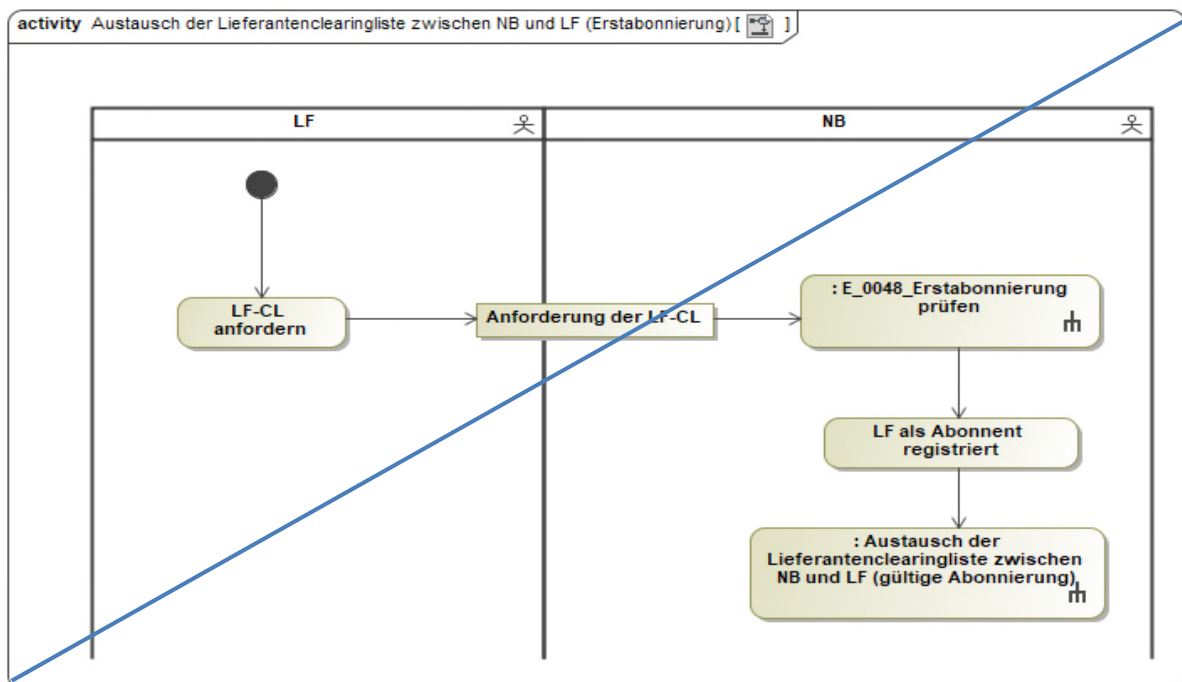 activity Austausch der Lieferantenclearingliste zwischen NB und LF (Erstabonnierung) [ ]
LF
NB
LF-CL
anfordern
Anforderung der LF-CL
: E_0048_Erstabonnierung
prüfen
LF als Abonnent
registriert
: Austausch der
Lieferantenclearingliste zwischen
NB und LF (gültige Abonnierung)